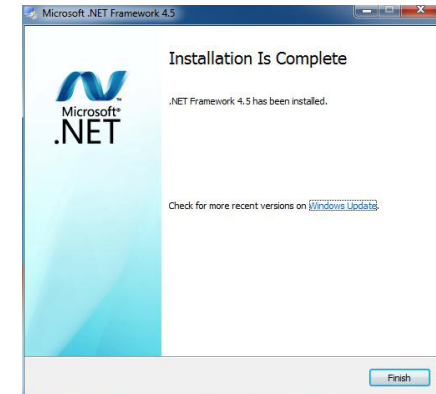 Microsoft .NET Framework 4.5
Installation Is Complete
.NET Framework 4.5 has been installed.
Microsoft®
.NET
Check for more recent versions on Windows Update.
Finish